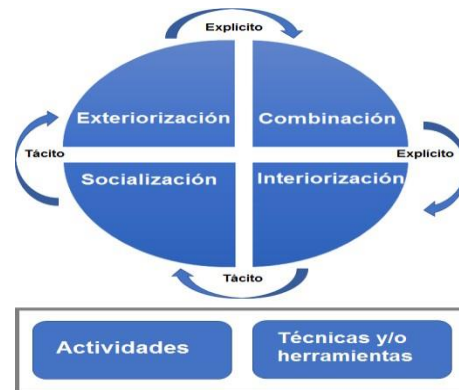 Explícito
Exteriorización
Combinación
Tácito
Explícito
Socialización
Interiorización
Tácito
Actividades
Técnicas y/o
herramientas